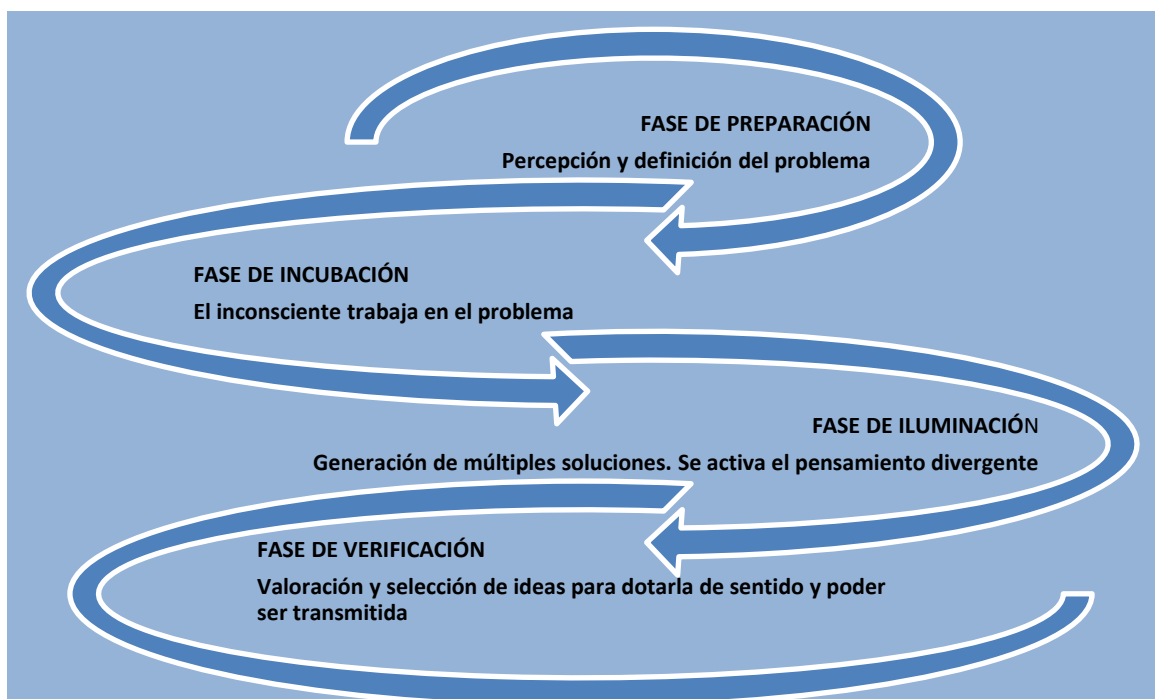 FASE DE PREPARACIÓN
Percepción y definición del problema
FASE DE INCUBACIÓN
El inconsciente trabaja en el problema
FASE DE ILUMINACIÓN
Generación de múltiples soluciones. Se activa el pensamiento divergente
FASE DE VERIFICACIÓN
Valoración y selección de ideas para dotarla de sentido y poder
ser transmitida